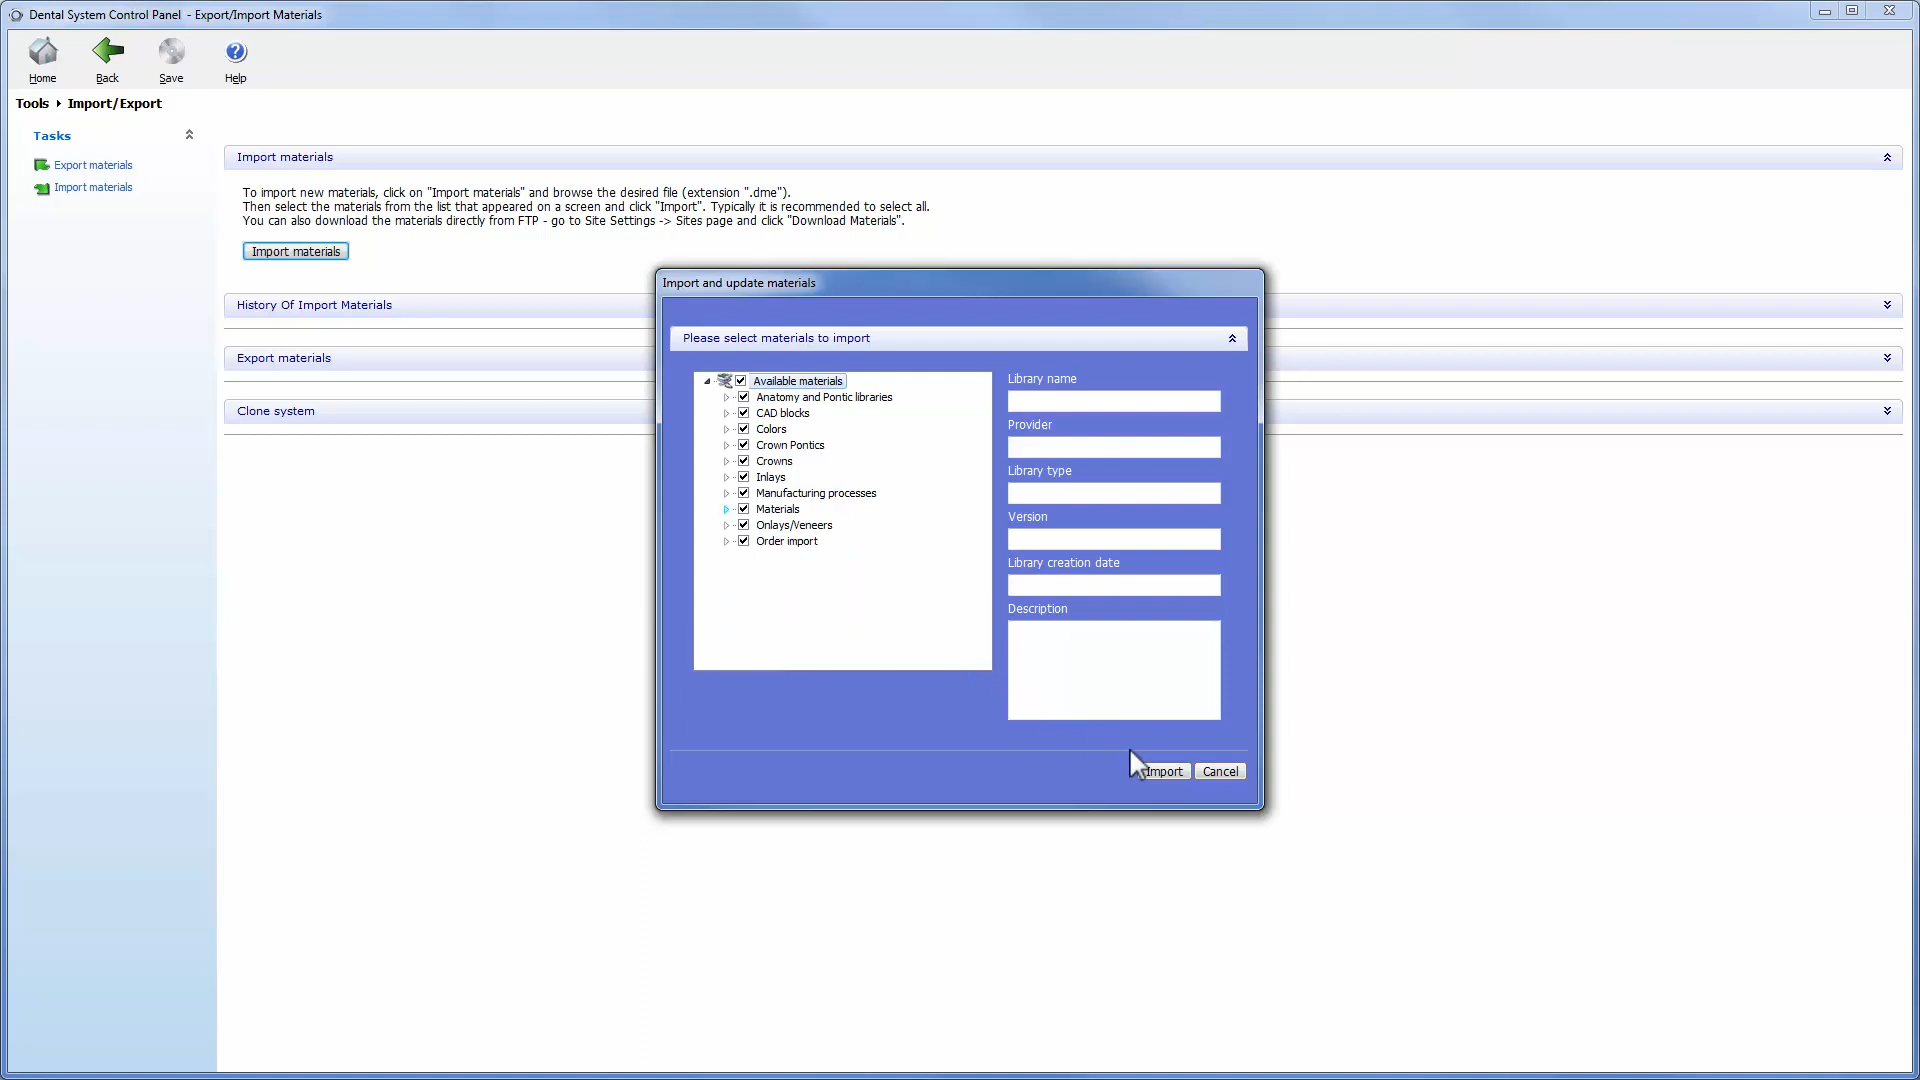 Dental System Control Panel - Export/Import Materials
Home Back Save Help
Tools Import/Export
Tasks
Export materials
Import materials
Import materials
To import new materials, click on "Import materials" and browse the desired file (extension ".dme").
Then select the materials from the list that appeared on a screen and click "Import". Typically it is recommended to select all.
You can also download the materials directly from FTP - go to Site Settings -> Sites page and click "Download Materials".
Import materials
History Of Import Materials
Export materials
Clone system
Import and update materials
Please select materials to import
Available materials
Anatomy and Pontic libraries
CAD blocks
Colors
Crown Pontics
Crowns
Inlays
Manufacturing processes
Materials
Onlays/Veneers
Order import
Library name
Provider
Library type
Version
Library creation date
Description
Import Cancel